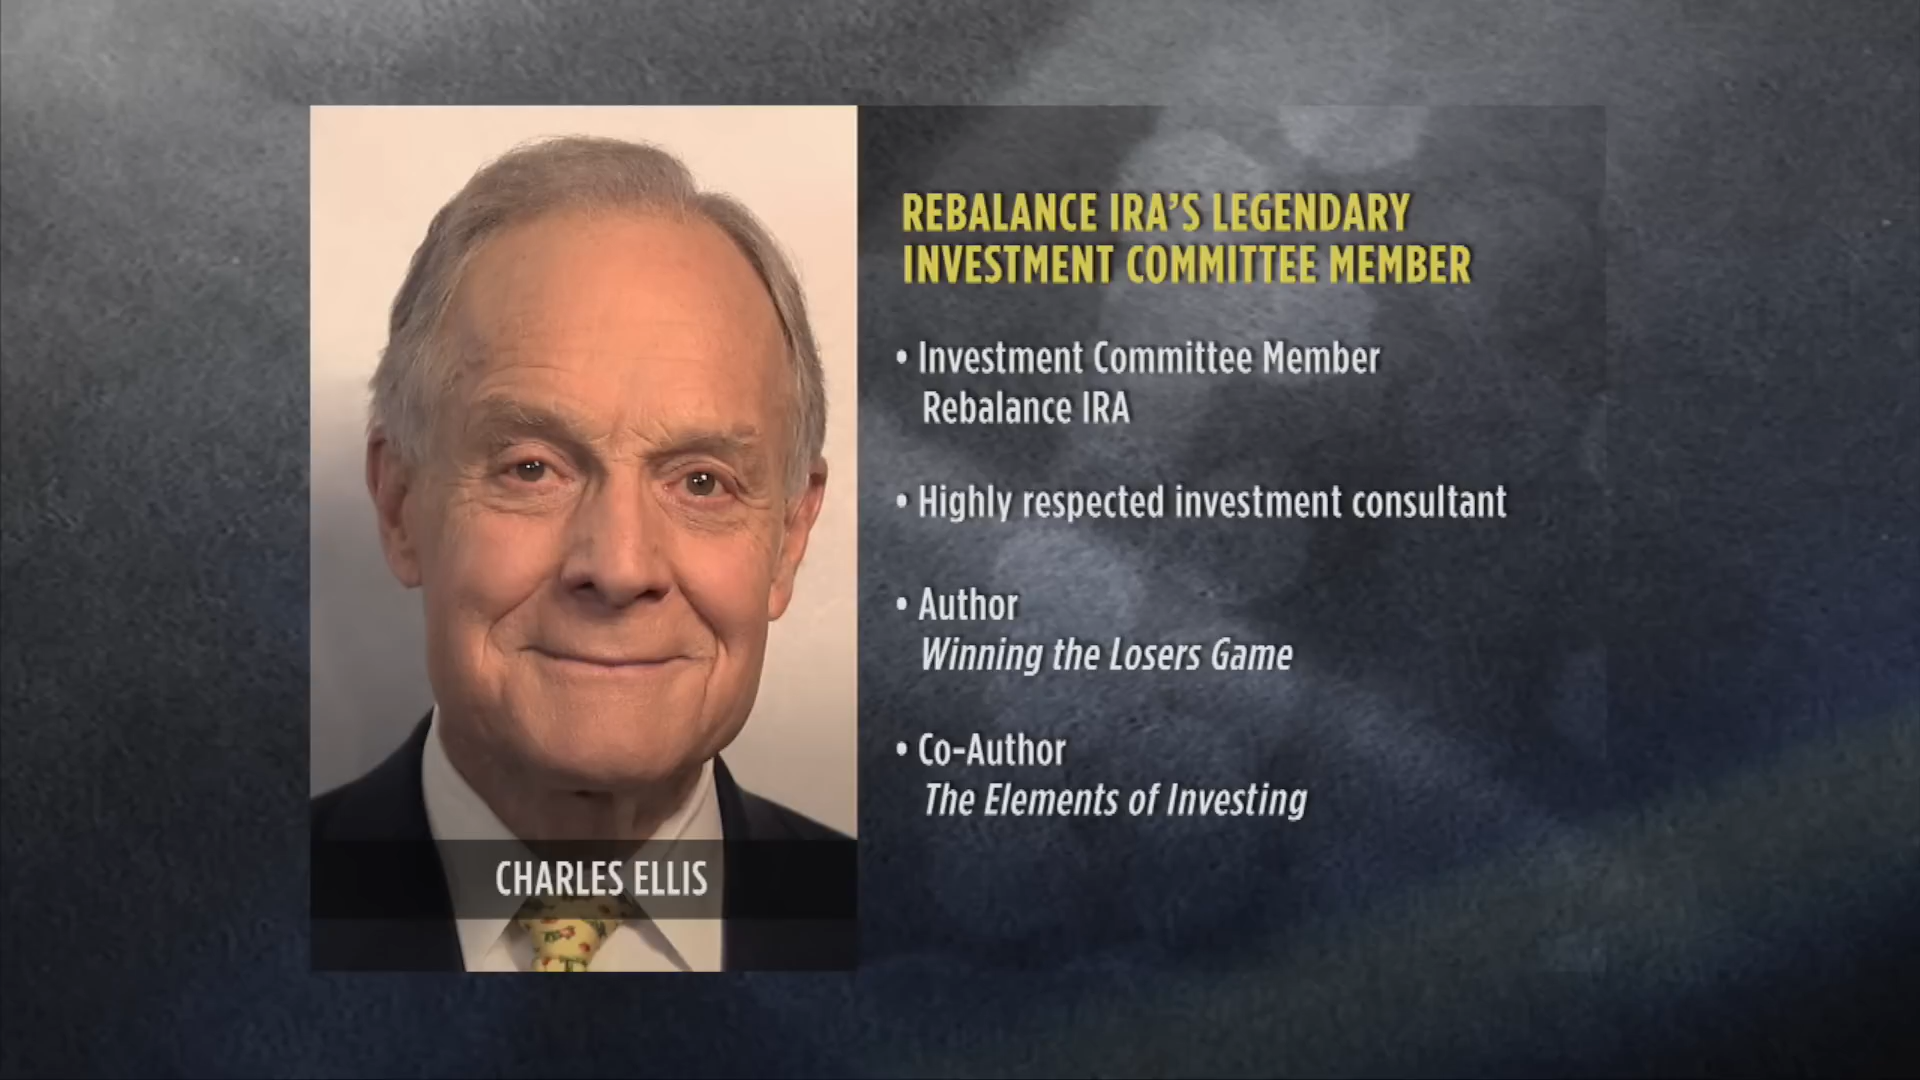 REBALANCE IRA'S LEGENDARY
INVESTMENT COMMITTEE MEMBER
• Investment Committee Member
Rebalance IRA
• Highly respected investment consultant
• Author
Winning the Losers Game
• Co-Author
The Elements of Investing
CHARLES ELLIS